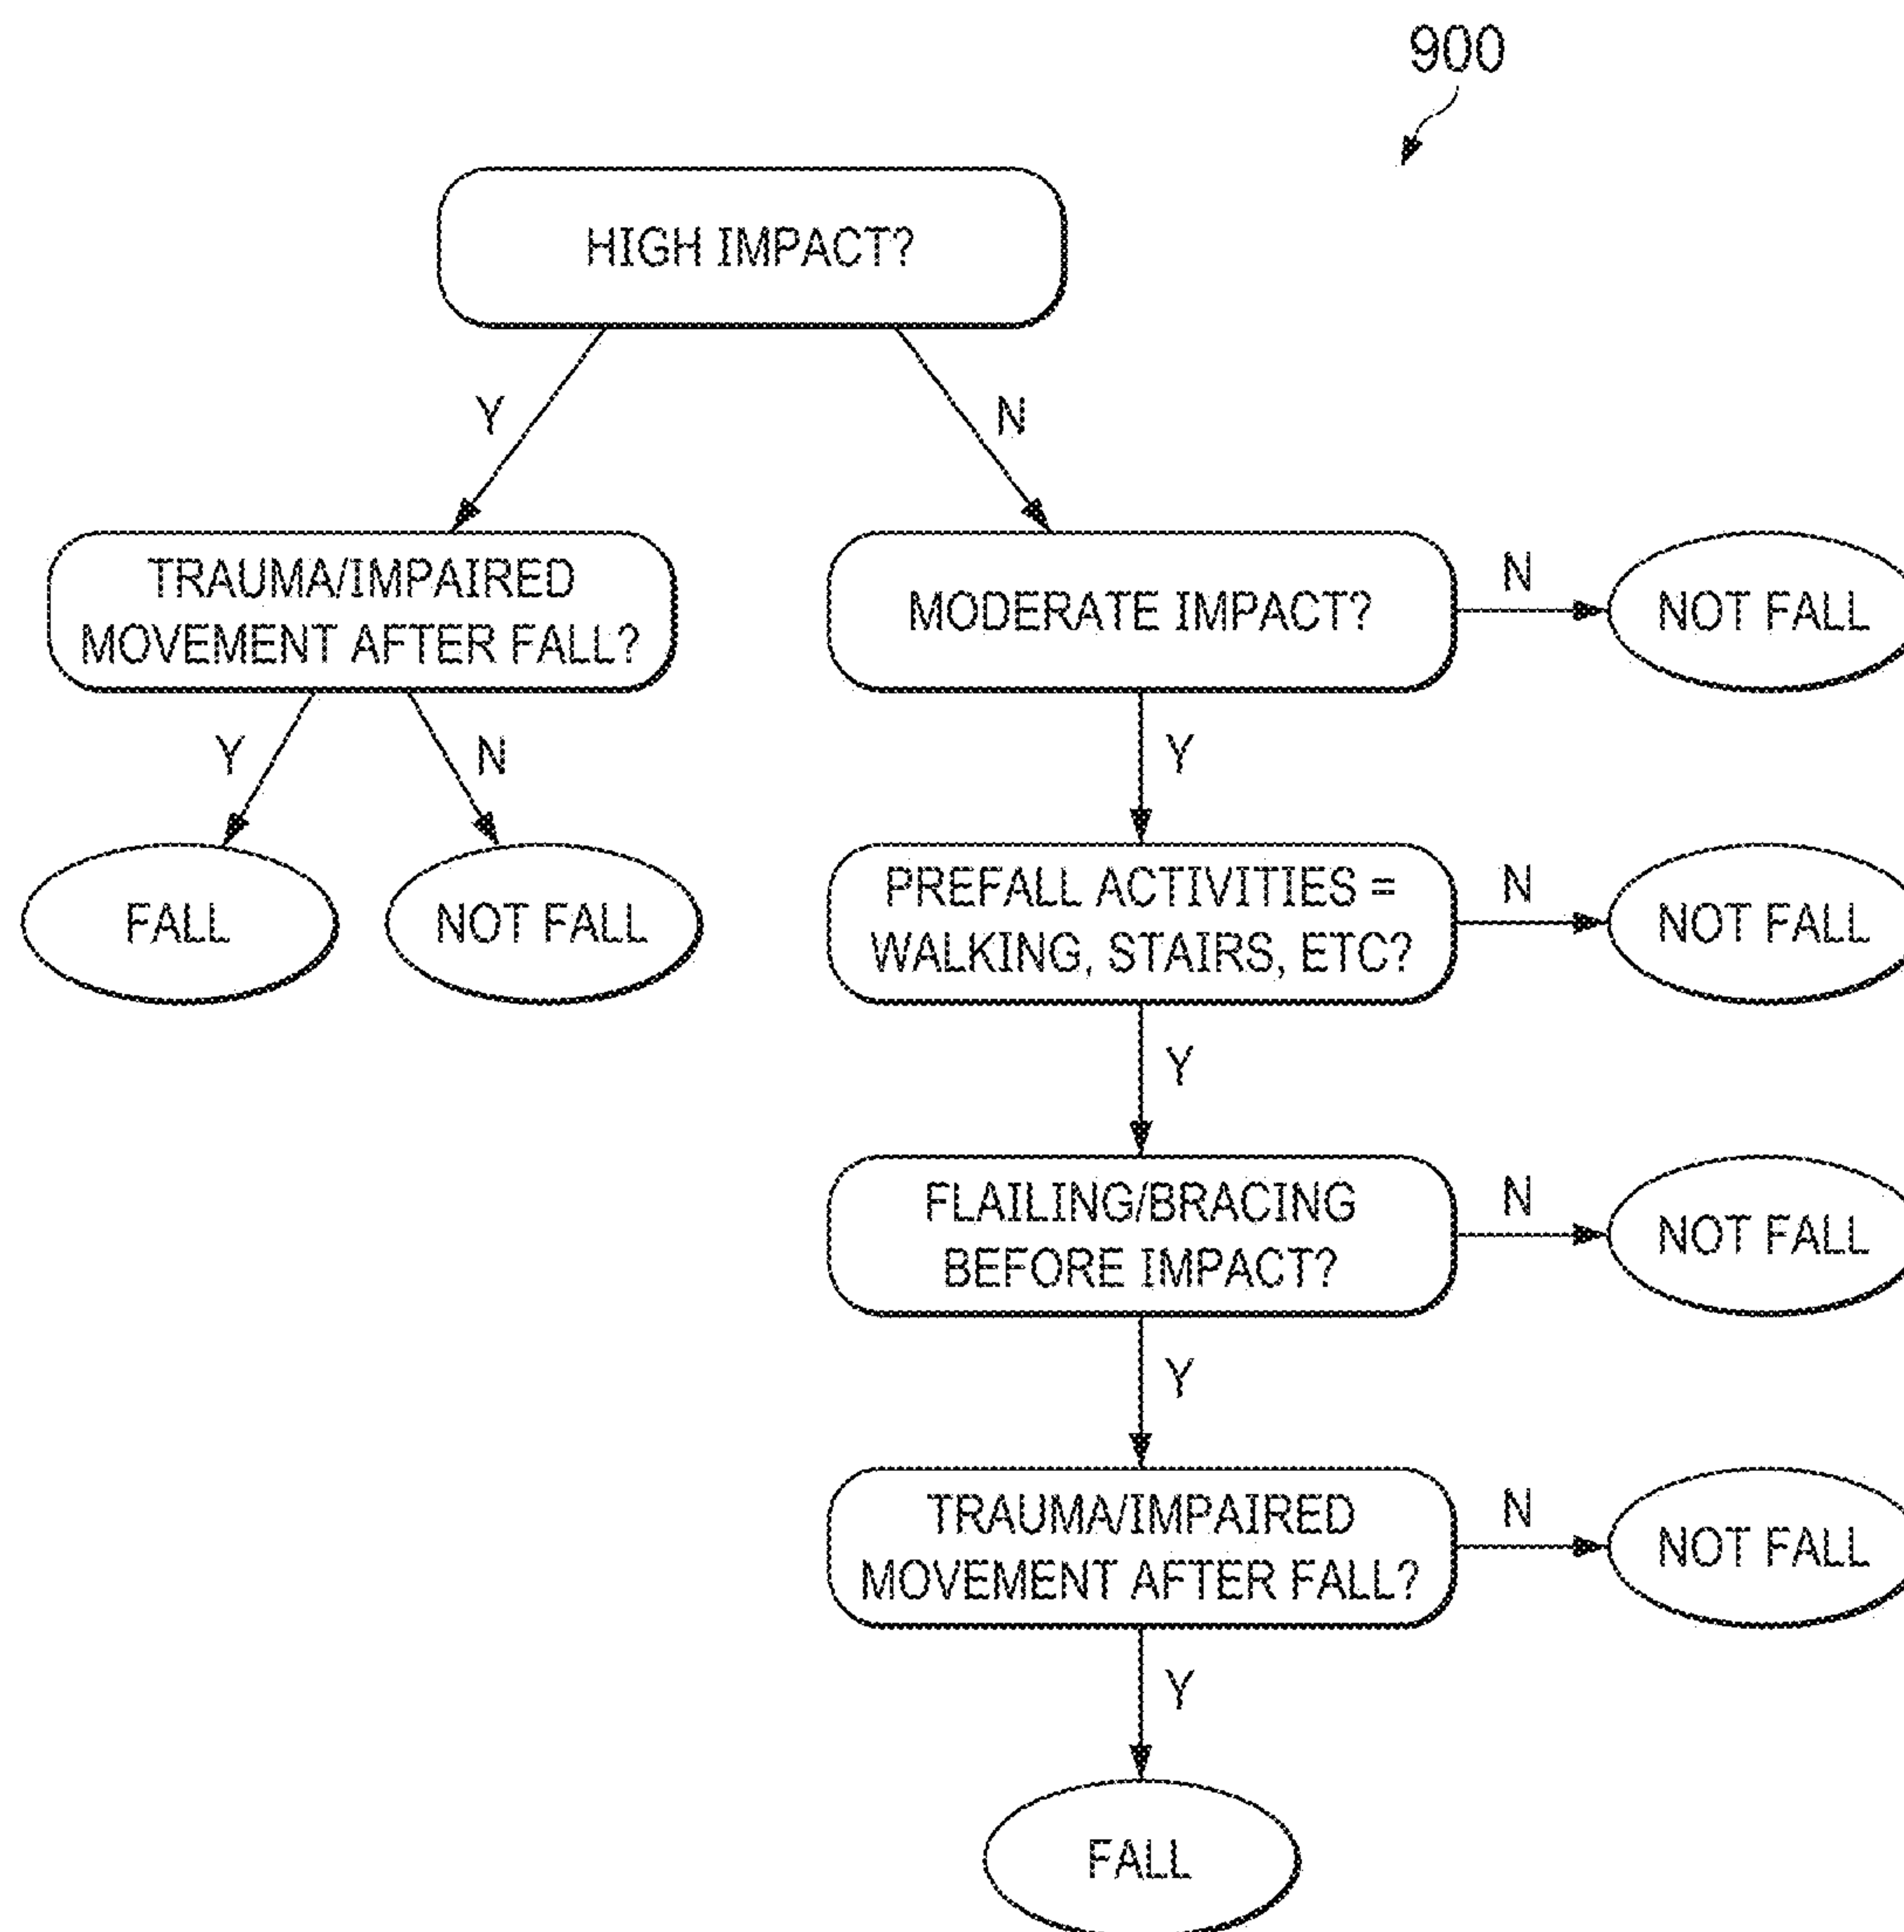 900
HIGH IMPACT?
Y
N
TRAUMA/IMPAIRED
MOVEMENT AFTER FALL?
MODERATE IMPACT?
N
NOT FALL
Y
N
Y
FALL
NOT FALL
PREFALL ACTIVITIES =
WALKING, STAIRS, ETC?
N
NOT FALL
Y
FLAILING/BRACING
BEFORE IMPACT?
N
NOT FALL
Y
TRAUMA/IMPAIRED
MOVEMENT AFTER FALL?
N
NOT FALL
Y
FALL